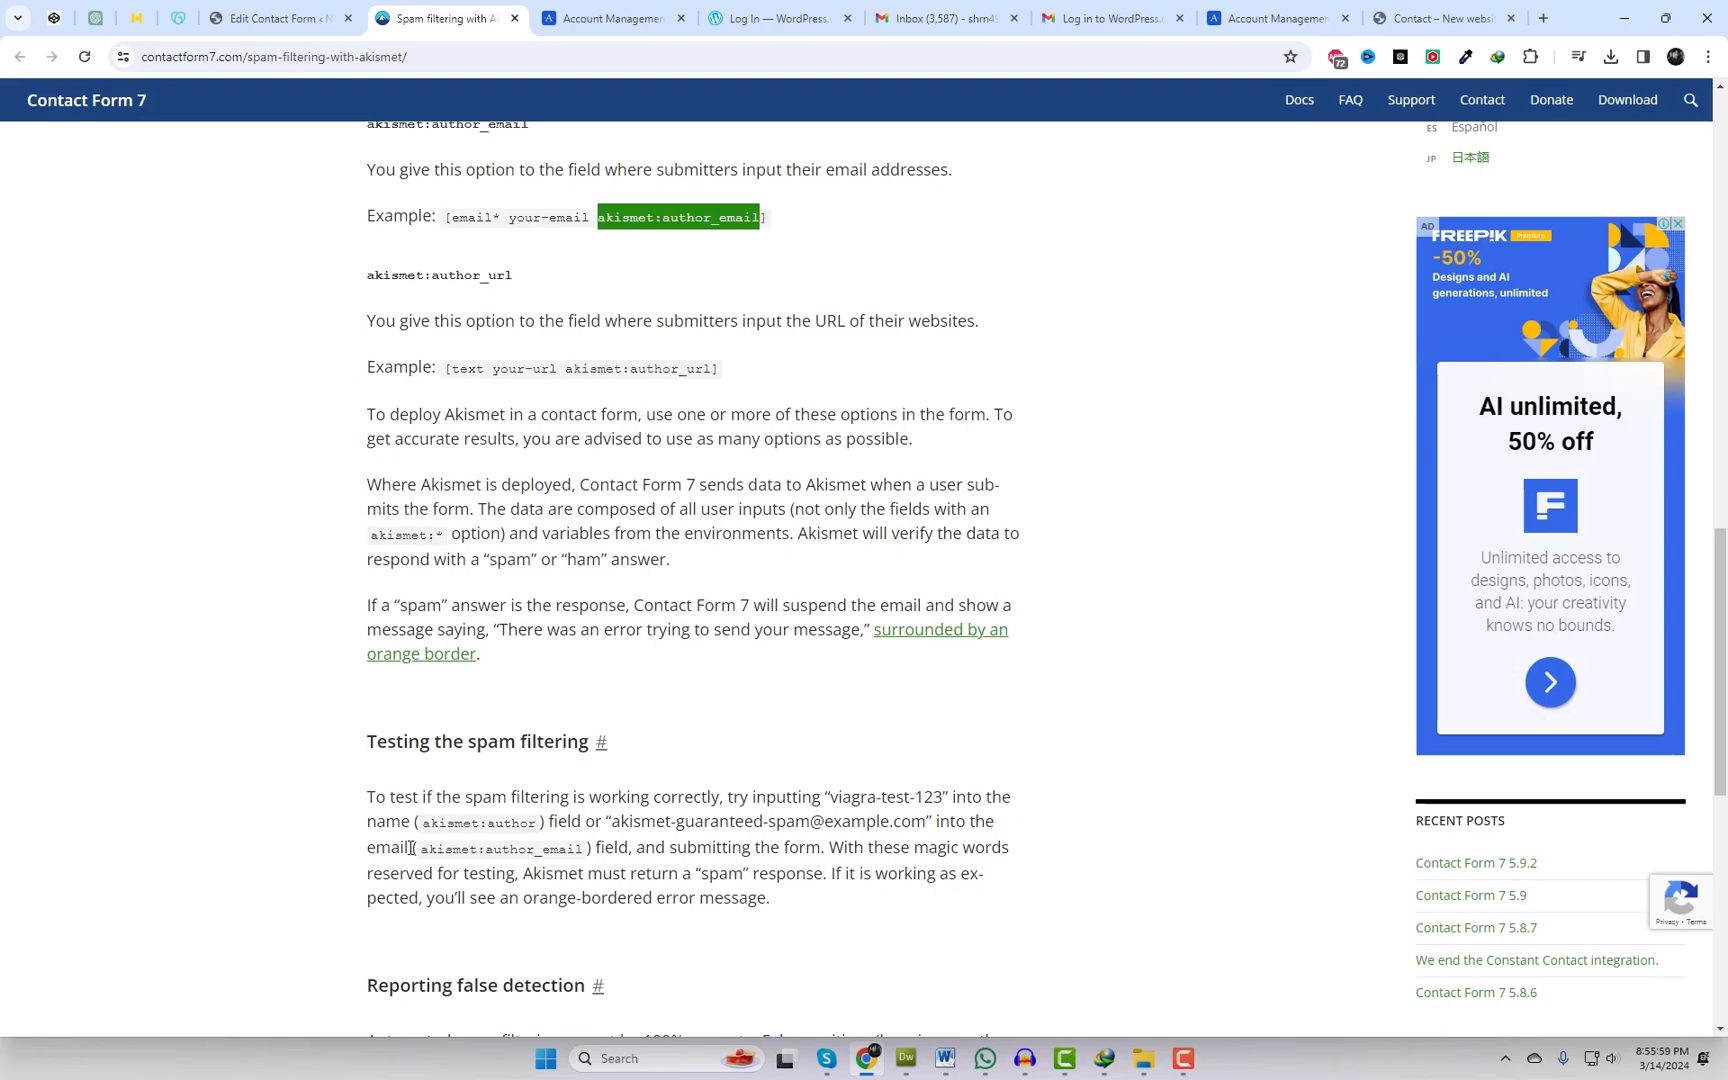 Edit Contact Form ‹ N
Spam filtering with A
Account Management
Log In — WordPress.
Inbox (3,587) - shrn49
Log in to WordPress.
Account Management
Contact – New websi
contactform7.com/spam-filtering-with-akismet/
72
Contact Form 7
Docs
FAQ
Support
Contact
Donate
Download
akismet:author_email
You give this option to the field where submitters input their email addresses.
Example: [email* your-email akismet:author_email]
akismet:author_url
You give this option to the field where submitters input the URL of their websites.
Example: [text your-url akismet:author_url]
To deploy Akismet in a contact form, use one or more of these options in the form. To
get accurate results, you are advised to use as many options as possible.
Where Akismet is deployed, Contact Form 7 sends data to Akismet when a user sub-
mits the form. The data are composed of all user inputs (not only the fields with an
akismet:* option) and variables from the environments. Akismet will verify the data to
respond with a “spam” or “ham” answer.
If a “spam” answer is the response, Contact Form 7 will suspend the email and show a
message saying, “There was an error trying to send your message,” surrounded by an
orange border.
Testing the spam filtering #
To test if the spam filtering is working correctly, try inputting “viagra-test-123” into the
name (akismet:author) field or “akismet-guaranteed-spam@example.com” into the
email(akismet:author_email) field, and submitting the form. With these magic words
reserved for testing, Akismet must return a “spam” response. If it is working as ex-
pected, you’ll see an orange-bordered error message.
Reporting false detection #
ES Español
JP 日本語
AD
FREEPIK Premium
-50%
Designs and AI
generations, unlimited
AI unlimited,
50% off
Unlimited access to
designs, photos, icons,
and AI: your creativity
knows no bounds.
RECENT POSTS
Contact Form 7 5.9.2
Contact Form 7 5.9
Contact Form 7 5.8.7
We end the Constant Contact integration.
Contact Form 7 5.8.6
Privacy - Terms
Search
Dw
8:55:59 PM
3/14/2024